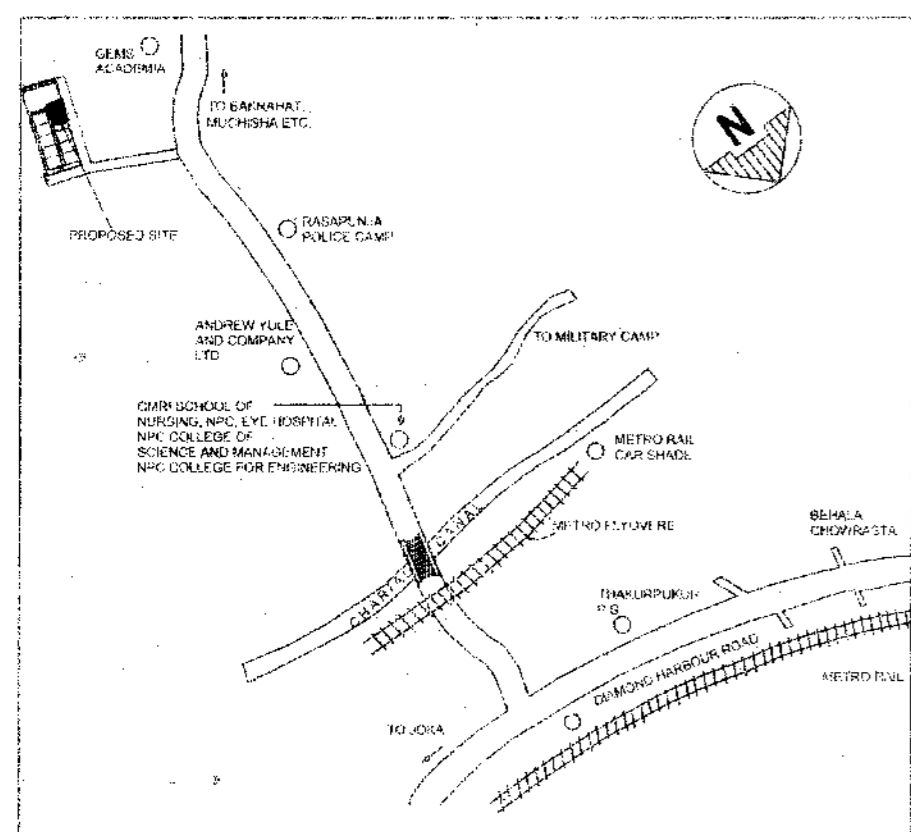 GEMS
ACADEMIA
TO BAKRAHAT,
MUCHISHA ETC.
N
PROPOSED SITE
RASAPUNJA
POLICE CAMP
ANDREW YULE
AND COMPANY
LTD
TO MILITARY CAMP
CMRI SCHOOL OF
NURSING, NPC, EYE HOSPITAL
NPC COLLEGE OF
SCIENCE AND MANAGEMENT
NPC COLLEGE FOR ENGINEERING
METRO RAIL
CAR SHADE
CHARIAL CANAL
METRO FLYOVERE
BEHALA
CHOWRASTA
THAKURPUKUR
P.S
DIAMOND HARBOUR ROAD
METRO RAIL
TO JOKA